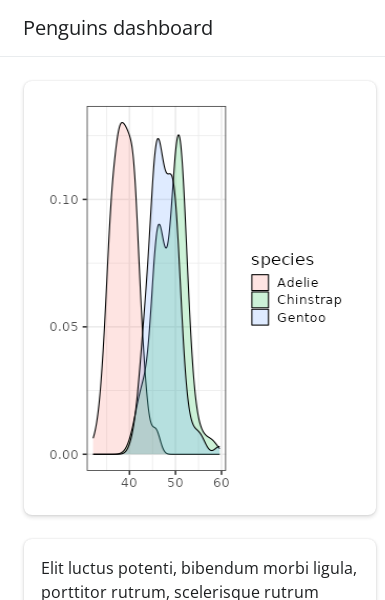 Penguins dashboard
0.10
0.05
0.00
40 50 60
species
Adelie
Chinstrap
Gentoo
Elit luctus potenti, bibendum morbi ligula,
porttitor rutrum, scelerisque rutrum